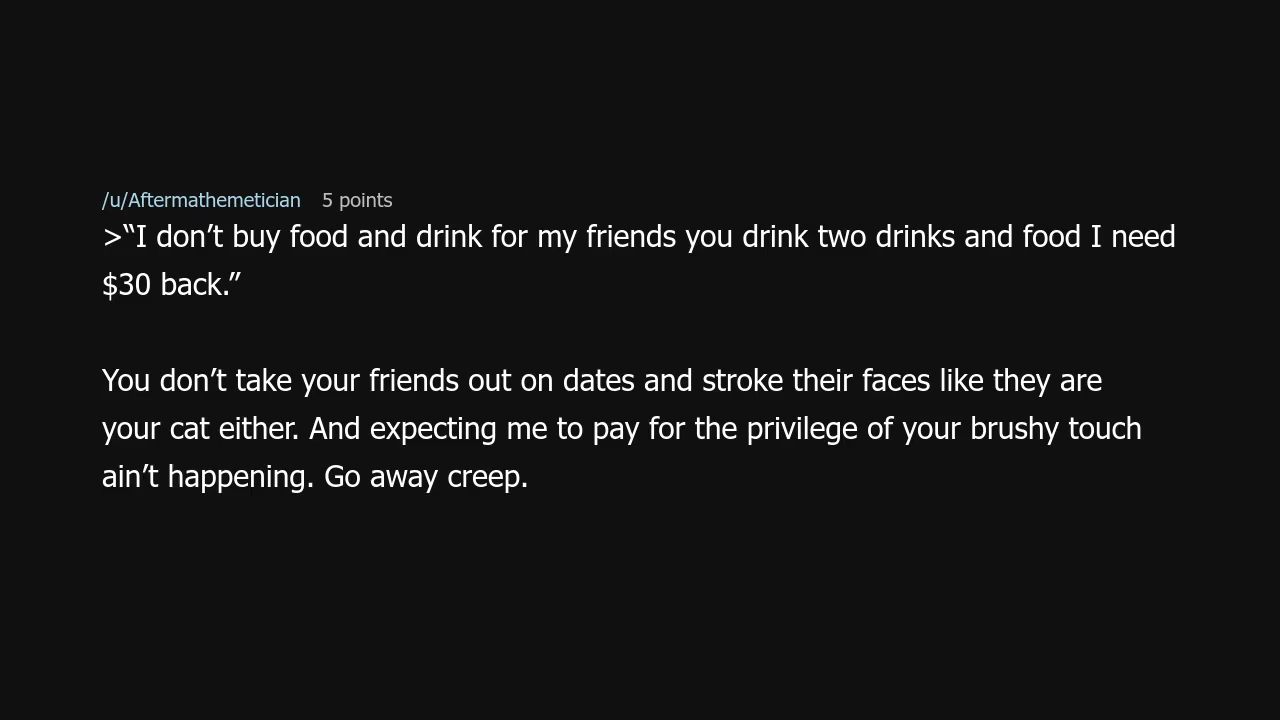 /u/Aftermathemetician 5 points
>“I don’t buy food and drink for my friends you drink two drinks and food I need
$30 back.”
You don’t take your friends out on dates and stroke their faces like they are
your cat either. And expecting me to pay for the privilege of your brushy touch
ain’t happening. Go away creep.